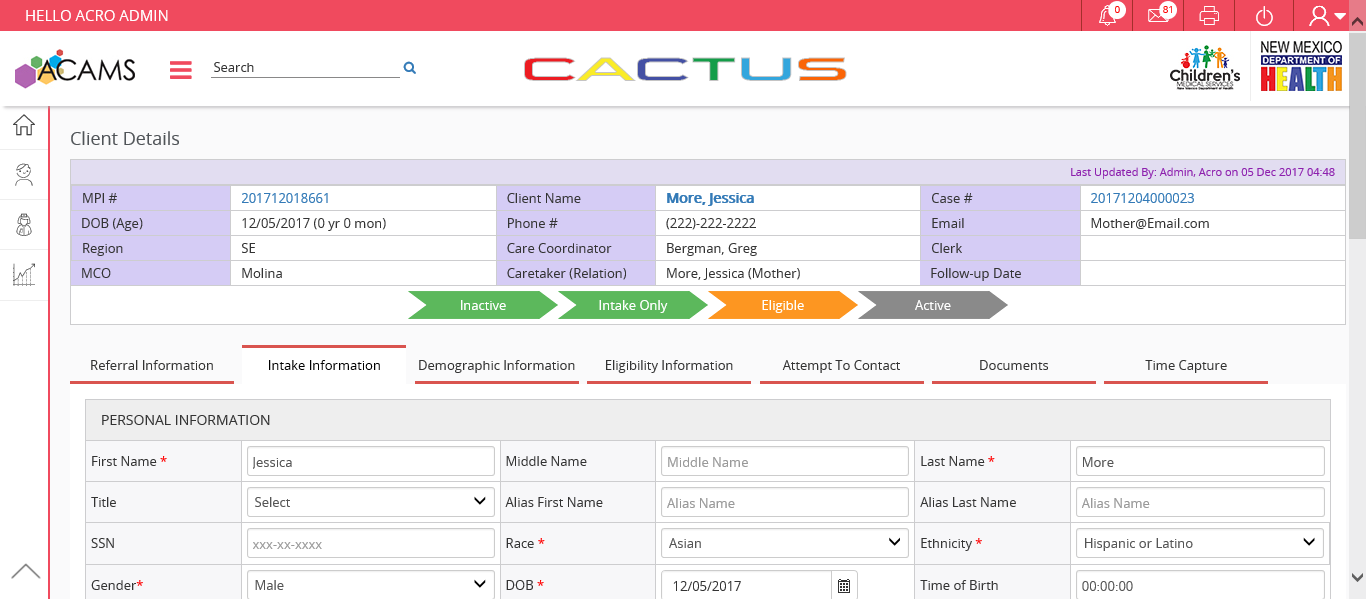 HELLO ACRO ADMIN
0
81
ACAMS
Search
CACTUS
Children's
MEDICAL SERVICES
New Mexico Department of Health
NEW MEXICO
DEPARTMENT OF
HEALTH
Client Details
Last Updated By: Admin, Acro on 05 Dec 2017 04:48
MPI # 201712018661 Client Name More, Jessica Case # 20171204000023
DOB (Age) 12/05/2017 (0 yr 0 mon) Phone # (222)-222-2222 Email Mother@Email.com
Region SE Care Coordinator Bergman, Greg Clerk
MCO Molina Caretaker (Relation) More, Jessica (Mother) Follow-up Date
Inactive Intake Only Eligible Active
Referral Information Intake Information Demographic Information Eligibility Information Attempt To Contact Documents Time Capture
PERSONAL INFORMATION
First Name * Jessica Middle Name Middle Name Last Name * More
Title Select Alias First Name Alias Name Alias Last Name Alias Name
SSN xxx-xx-xxxx Race * Asian Ethnicity * Hispanic or Latino
Gender* Male DOB * 12/05/2017 Time of Birth 00:00:00